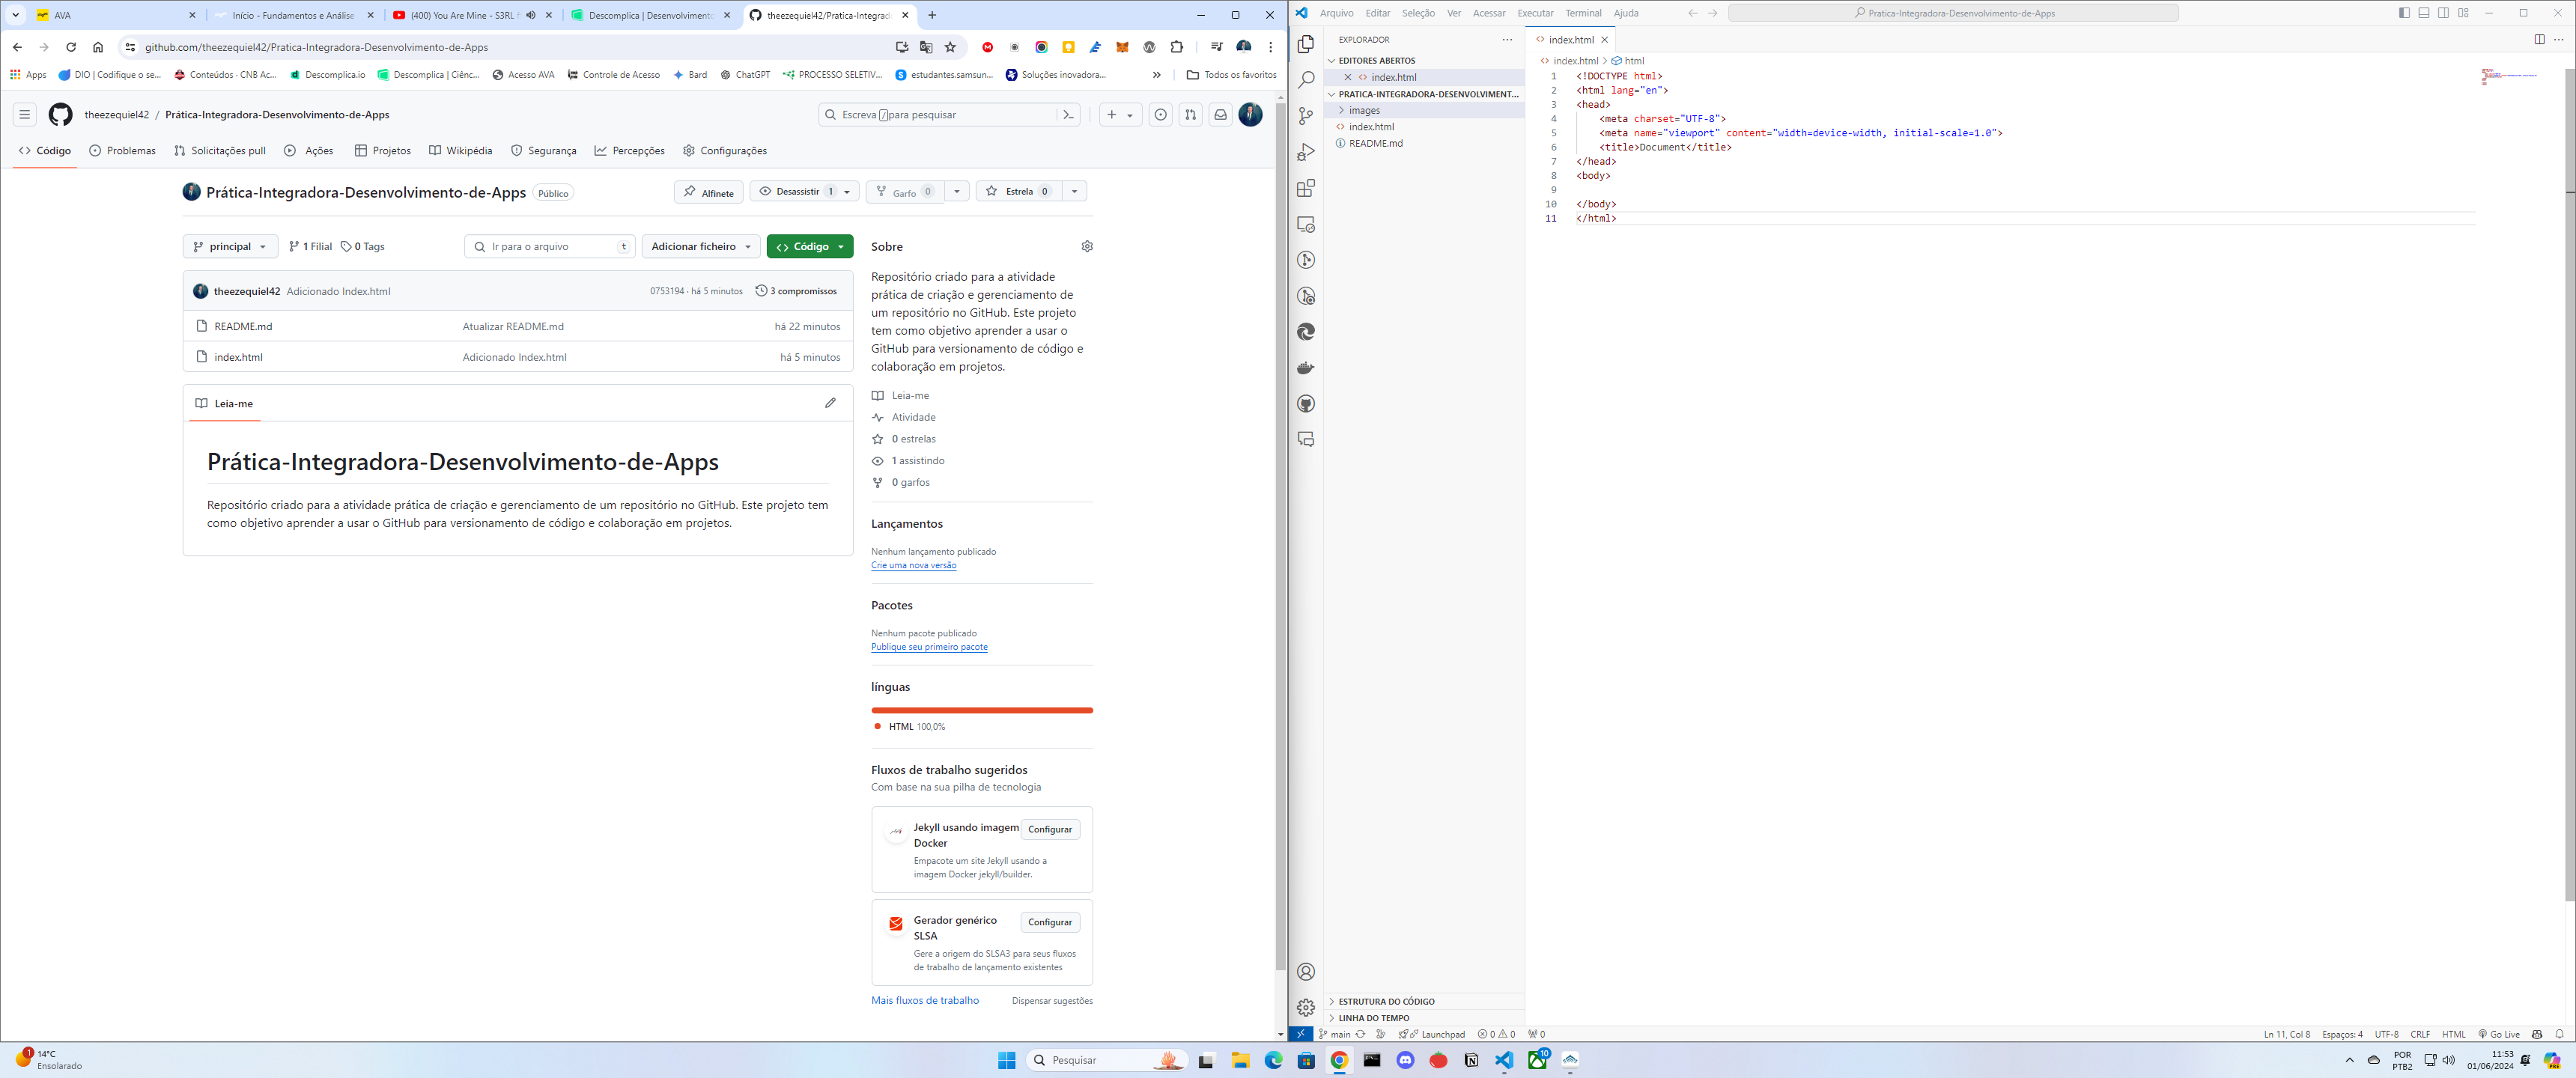 AVA
Início - Fundamentos e Análise
(400) You Are Mine - S3RL f
Descomplica | Desenvolvimento
theezequiel42/Pratica-Integrad
github.com/theezequiel42/Pratica-Integradora-Desenvolvimento-de-Apps
Apps
DIO | Codifique o se...
Conteúdos · CNB Ac...
Descomplica.io
Descomplica | Ciênc...
Acesso AVA
Controle de Acesso
Bard
ChatGPT
PROCESSO SELETIV...
estudantes.samsun...
Soluções inovadora...
»
Todos os favoritos
theezequiel42 / Prática-Integradora-Desenvolvimento-de-Apps
Escreva / para pesquisar
Código
Problemas
Solicitações pull
Ações
Projetos
Wikipédia
Segurança
Percepções
Configurações
Prática-Integradora-Desenvolvimento-de-Apps Público
Alfinete
Desassistir 1
Garfo 0
Estrela 0
principal
1 Filial
0 Tags
Ir para o arquivo t
Adicionar ficheiro
Código
theezequiel42 Adicionado Index.html
0753194 · há 5 minutos
3 compromissos
README.md Atualizar README.md há 22 minutos
index.html Adicionado Index.html há 5 minutos
Leia-me
Prática-Integradora-Desenvolvimento-de-Apps
Repositório criado para a atividade prática de criação e gerenciamento de um repositório no GitHub. Este projeto tem
como objetivo aprender a usar o GitHub para versionamento de código e colaboração em projetos.
Sobre
Repositório criado para a atividade
prática de criação e gerenciamento de
um repositório no GitHub. Este projeto
tem como objetivo aprender a usar o
GitHub para versionamento de código e
colaboração em projetos.
Leia-me
Atividade
0 estrelas
1 assistindo
0 garfos
Lançamentos
Nenhum lançamento publicado
Crie uma nova versão
Pacotes
Nenhum pacote publicado
Publique seu primeiro pacote
línguas
HTML 100,0%
Fluxos de trabalho sugeridos
Com base na sua pilha de tecnologia
Jekyll usando imagem
Docker
Configurar
Empacote um site Jekyll usando a
imagem Docker jekyll/builder.
Gerador genérico
SLSA
Configurar
Gere a origem do SLSA3 para seus fluxos
de trabalho de lançamento existentes
Mais fluxos de trabalho
Dispensar sugestões
Arquivo Editar Seleção Ver Acessar Executar Terminal Ajuda
Pratica-Integradora-Desenvolvimento-de-Apps
EXPLORADOR
EDITORES ABERTOS
index.html
PRATICA-INTEGRADORA-DESENVOLVIMENT...
images
index.html
README.md
ESTRUTURA DO CÓDIGO
LINHA DO TEMPO
index.html
index.html > html
1 <!DOCTYPE html>
2 <html lang="en">
3 <head>
4 <meta charset="UTF-8">
5 <meta name="viewport" content="width=device-width, initial-scale=1.0">
6 <title>Document</title>
7 </head>
8 <body>
9
10 </body>
11 </html>
main
Launchpad
0 0
0
Ln 11, Col 8
Espaços: 4
UTF-8
CRLF
HTML
Go Live
1
14°C
Ensolarado
Pesquisar
10
POR
PTB2
11:53
01/06/2024
PRE